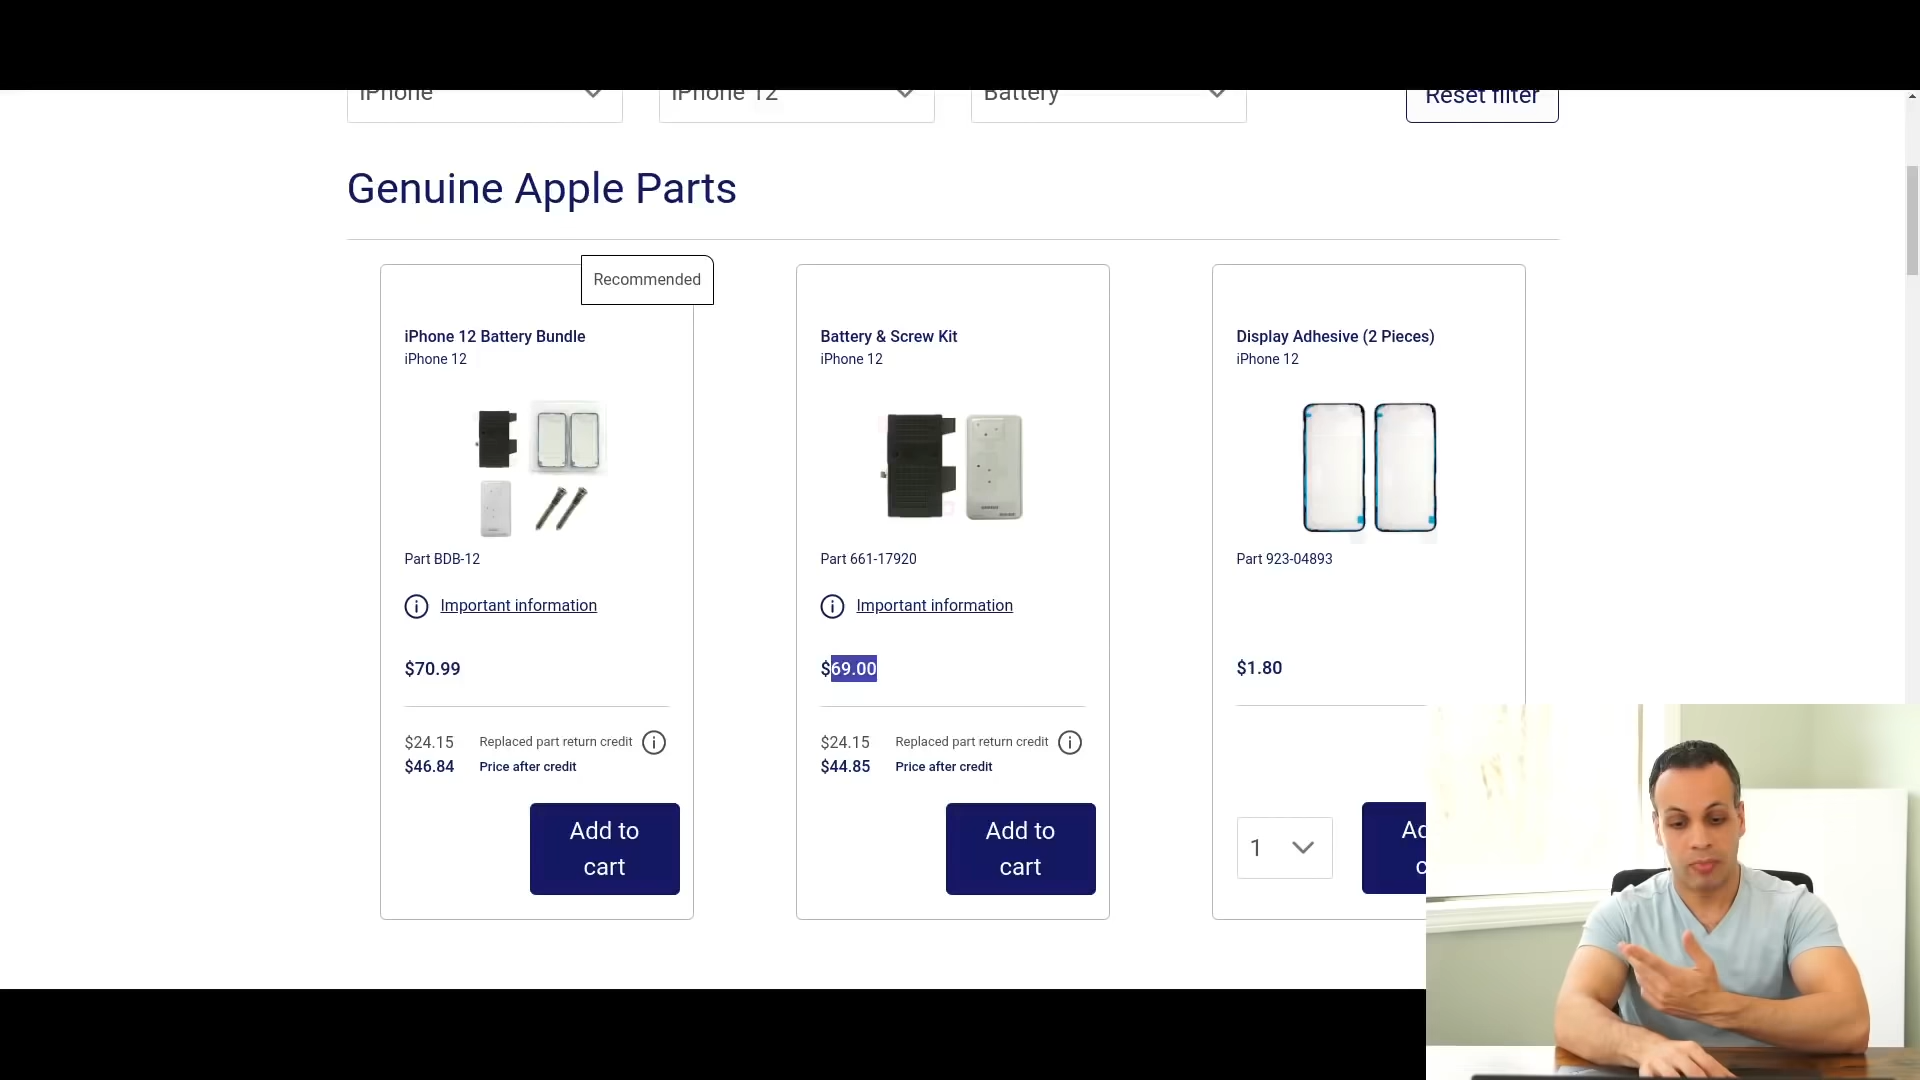 iPhone
iPhone 12
Battery
Reset filter
Genuine Apple Parts
Recommended
iPhone 12 Battery Bundle
iPhone 12
Part BDB-12
Important information
$70.99
$24.15 Replaced part return credit
$46.84 Price after credit
Add to
cart
Battery & Screw Kit
iPhone 12
Part 661-17920
Important information
$69.00
$24.15 Replaced part return credit
$44.85 Price after credit
Add to
cart
Display Adhesive (2 Pieces)
iPhone 12
Part 923-04893
$1.80
1
Ad
c